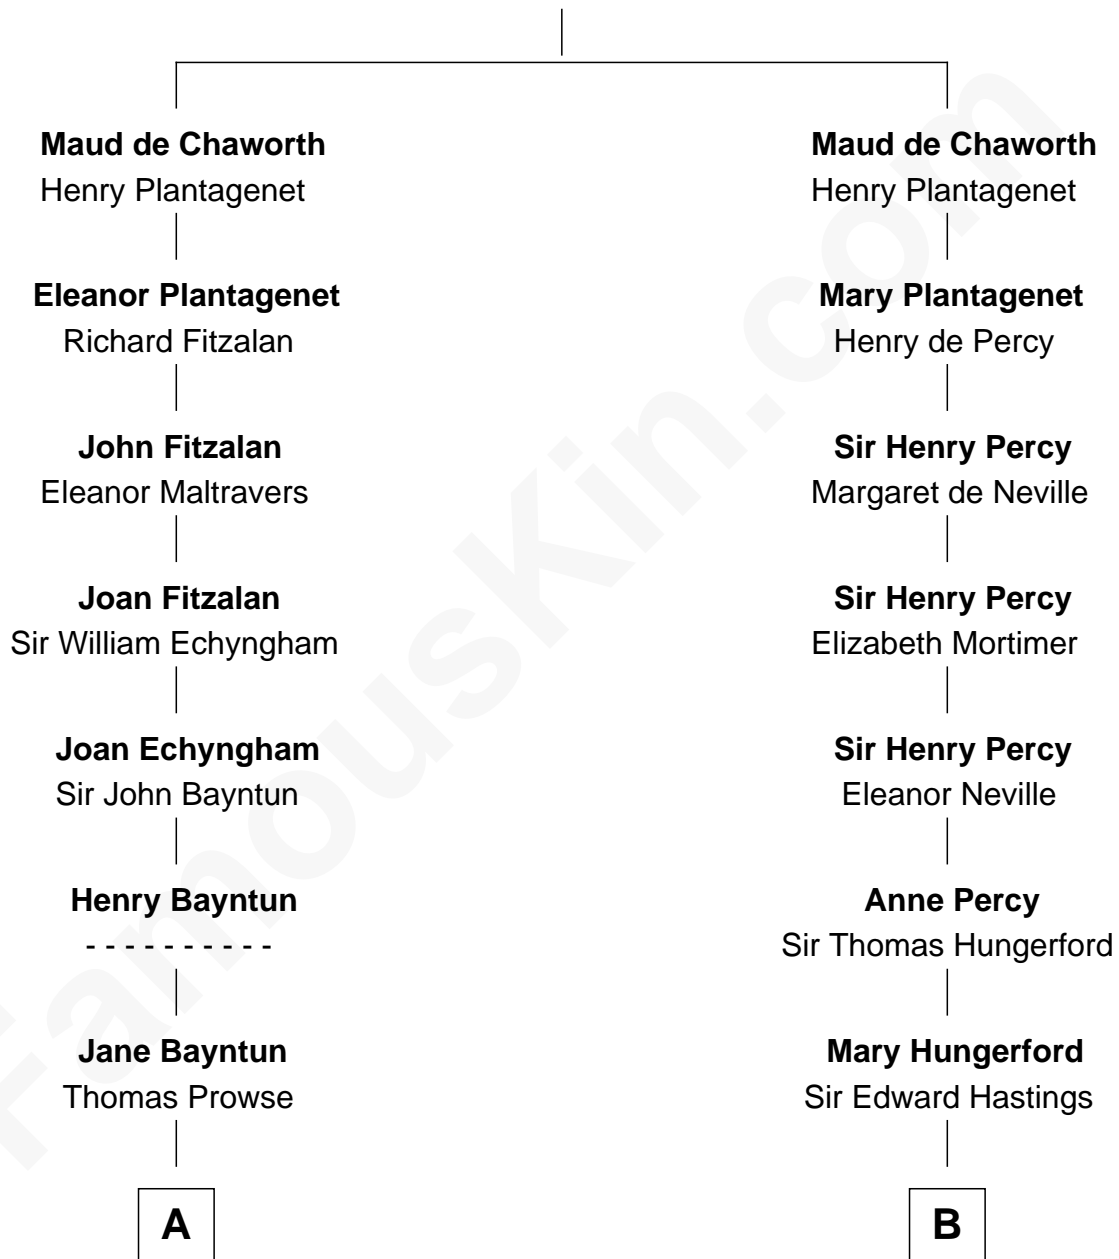 Maud de Chaworth
Henry Plantagenet
Eleanor Plantagenet
Richard Fitzalan
John Fitzalan
Eleanor Maltravers
Joan Fitzalan
Sir William Echyngham
Joan Echyngham
Sir John Bayntun
Henry Bayntun
- - - - - - - - - -
Jane Bayntun
Thomas Prowse
A
Maud de Chaworth
Henry Plantagenet
Mary Plantagenet
Henry de Percy
Sir Henry Percy
Margaret de Neville
Sir Henry Percy
Elizabeth Mortimer
Sir Henry Percy
Eleanor Neville
Anne Percy
Sir Thomas Hungerford
Mary Hungerford
Sir Edward Hastings
B
FamousKin.com